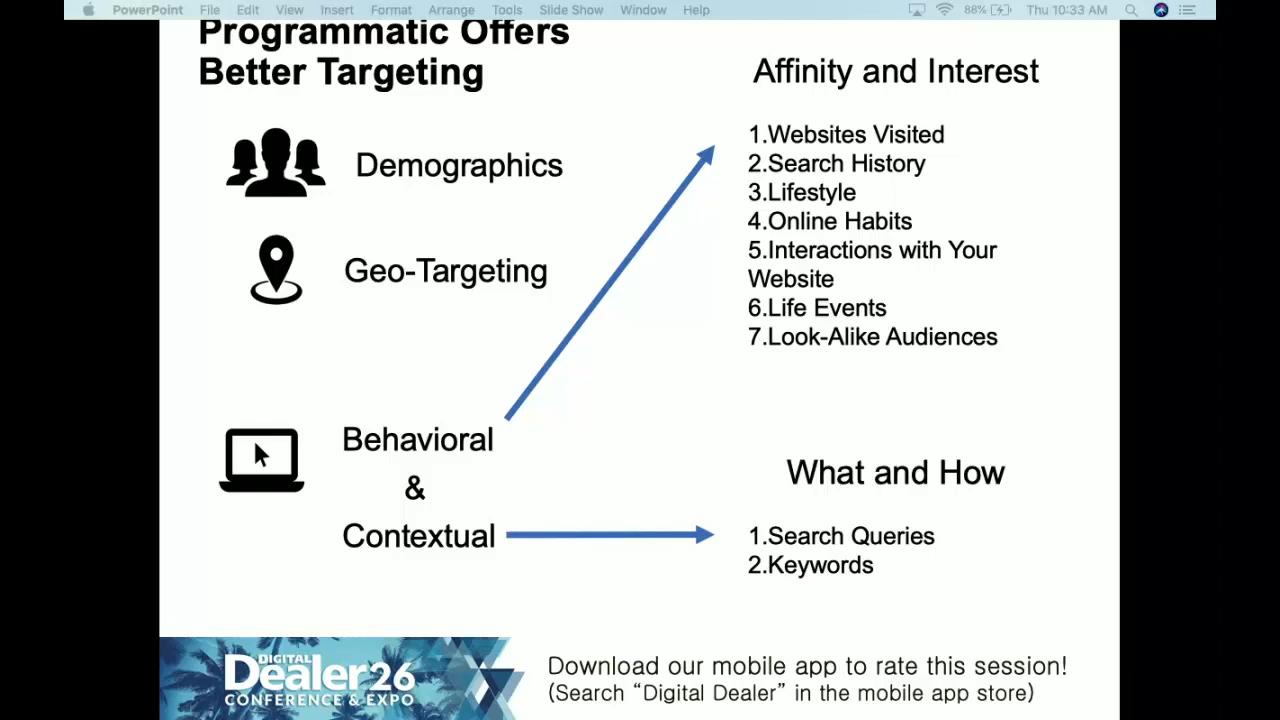 PowerPoint File Edit View Insert Format Arrange Tools Slide Show Window Help 88% Thu 10:33 AM
Programmatic Offers
Better Targeting
Demographics
Geo-Targeting
Behavioral
&
Contextual
Affinity and Interest
1.Websites Visited
2.Search History
3.Lifestyle
4.Online Habits
5.Interactions with Your
Website
6.Life Events
7.Look-Alike Audiences
What and How
1.Search Queries
2.Keywords
DIGITAL
Dealer 26
CONFERENCE & EXPO
Download our mobile app to rate this session!
(Search “Digital Dealer” in the mobile app store)